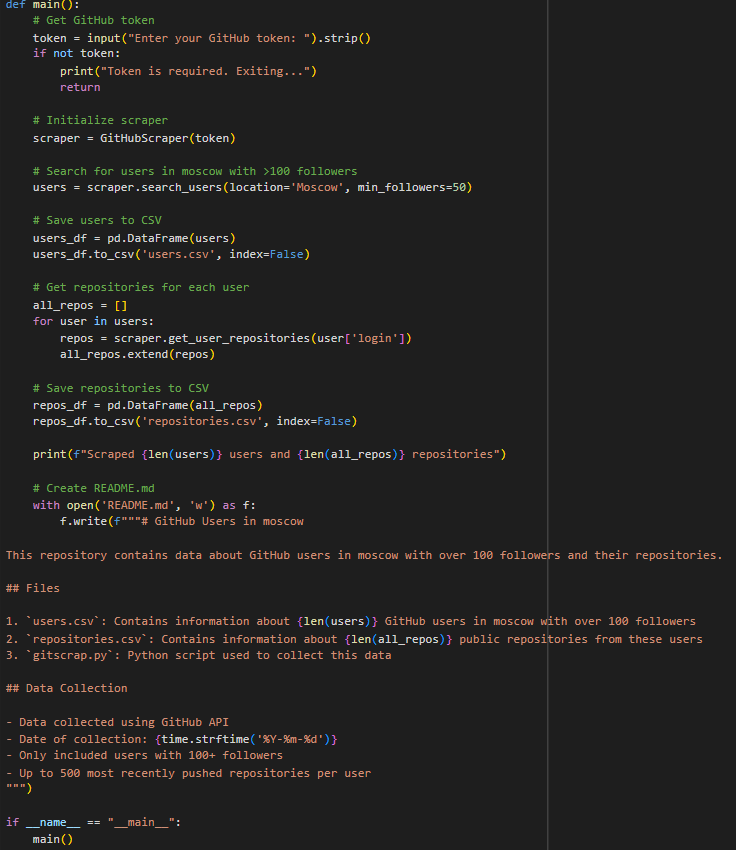 def main():
    # Get GitHub token
    token = input("Enter your GitHub token: ").strip()
    if not token:
        print("Token is required. Exiting...")
        return

    # Initialize scraper
    scraper = GitHubScraper(token)

    # Search for users in moscow with >100 followers
    users = scraper.search_users(location='Moscow', min_followers=50)

    # Save users to CSV
    users_df = pd.DataFrame(users)
    users_df.to_csv('users.csv', index=False)

    # Get repositories for each user
    all_repos = []
    for user in users:
        repos = scraper.get_user_repositories(user['login'])
        all_repos.extend(repos)

    # Save repositories to CSV
    repos_df = pd.DataFrame(all_repos)
    repos_df.to_csv('repositories.csv', index=False)

    print(f"Scraped {len(users)} users and {len(all_repos)} repositories")

    # Create README.md
    with open('README.md', 'w') as f:
        f.write(f"""# GitHub Users in moscow

This repository contains data about GitHub users in moscow with over 100 followers and their repositories.

## Files

1. `users.csv`: Contains information about {len(users)} GitHub users in moscow with over 100 followers
2. `repositories.csv`: Contains information about {len(all_repos)} public repositories from these users
3. `gitscrap.py`: Python script used to collect this data

## Data Collection

- Data collected using GitHub API
- Date of collection: {time.strftime('%Y-%m-%d')}
- Only included users with 100+ followers
- Up to 500 most recently pushed repositories per user
""")

if __name__ == "__main__":
    main()